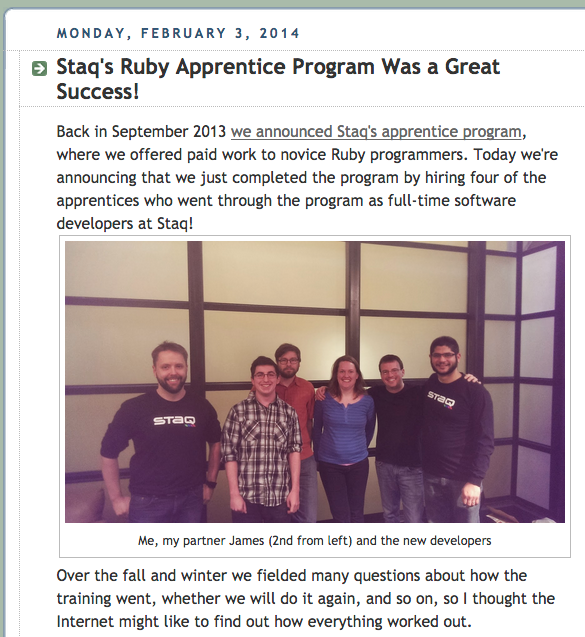 MONDAY, FEBRUARY 3, 2014
Staq's Ruby Apprentice Program Was a Great
Success!
Back in September 2013 we announced Staq's apprentice program,
where we offered paid work to novice Ruby programmers. Today we're
announcing that we just completed the program by hiring four of the
apprentices who went through the program as full-time software
developers at Staq!
STAQ
STAQ
Me, my partner James (2nd from left) and the new developers
Over the fall and winter we fielded many questions about how the
training went, whether we will do it again, and so on, so I thought the
Internet might like to find out how everything worked out.